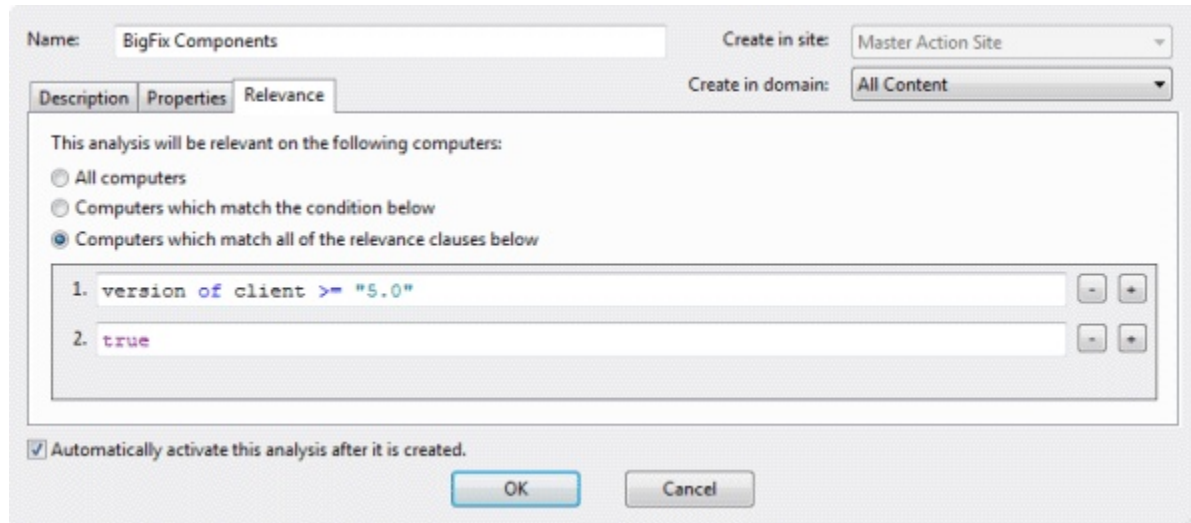 Name: BigFix Components Create in site: Master Action Site
Create in domain: All Content
Description Properties Relevance
This analysis will be relevant on the following computers:
All computers
Computers which match the condition below
Computers which match all of the relevance clauses below
1. version of client >= "5.0" - +
2. true - +
Automatically activate this analysis after it is created.
OK Cancel